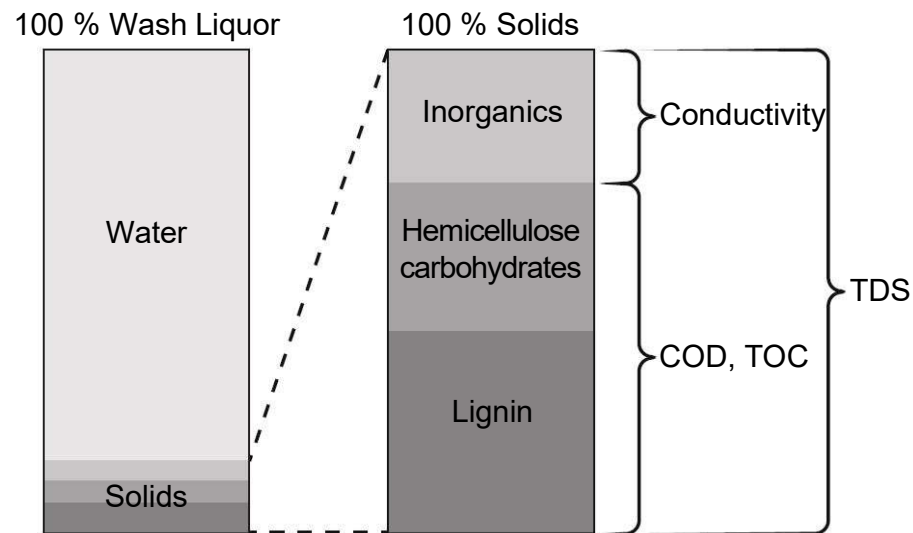 100 % Wash Liquor
100 % Solids
Water
Solids
Inorganics
Hemicellulose
carbohydrates
Lignin
Conductivity
COD, TOC
TDS